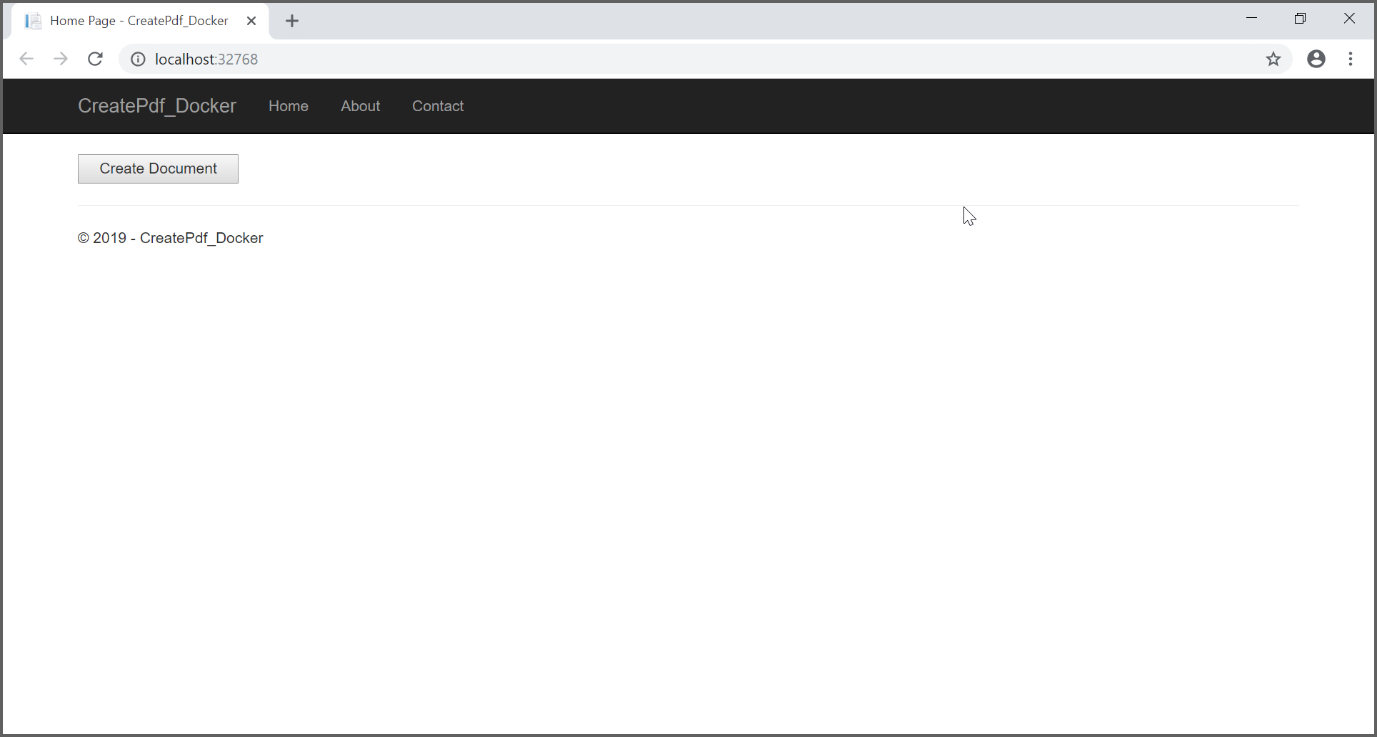 Home Page - CreatePdf_Docker
localhost:32768
CreatePdf_Docker Home About Contact
Create Document
© 2019 - CreatePdf_Docker